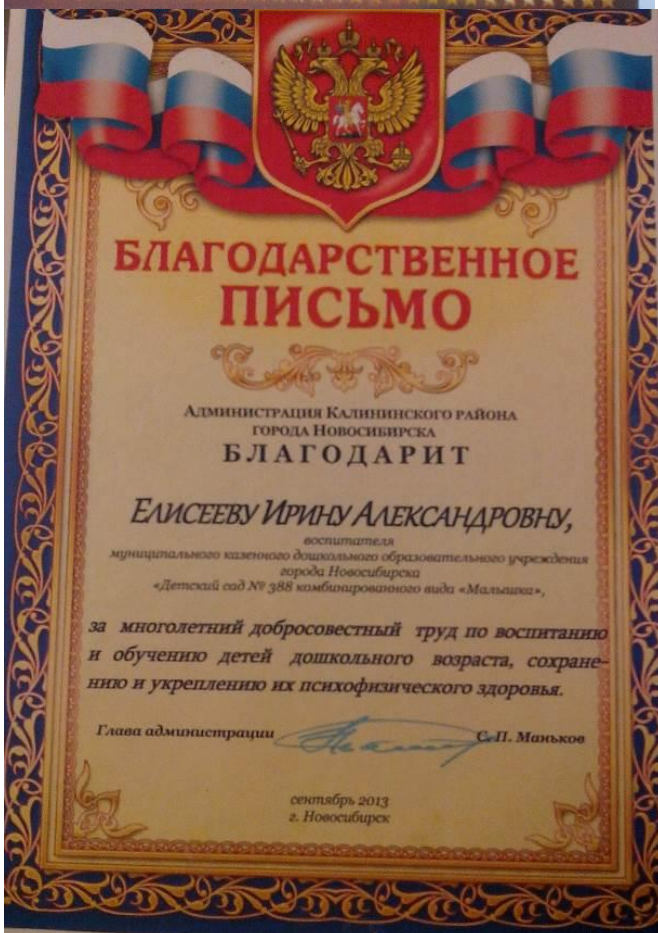 БЛАГОДАРСТВЕННОЕ
ПИСЬМО
АДМИНИСТРАЦИЯ КАЛИНИНСКОГО РАЙОНА
ГОРОДА НОВОСИБИРСКА
БЛАГОДАРИТ
ЕЛИСЕЕВУ ИРИНУ АЛЕКСАНДРОВНУ,
воспитателя
муниципального казенного дошкольного образовательного учреждения
города Новосибирска
«Детский сад № 388 комбинированного вида «Малышка»,
за многолетний добросовестный труд по воспитанию
и обучению детей дошкольного возраста, сохране-
нию и укреплению их психофизического здоровья.
Глава администрации С.П. Маньков
сентябрь 2013
г. Новосибирск